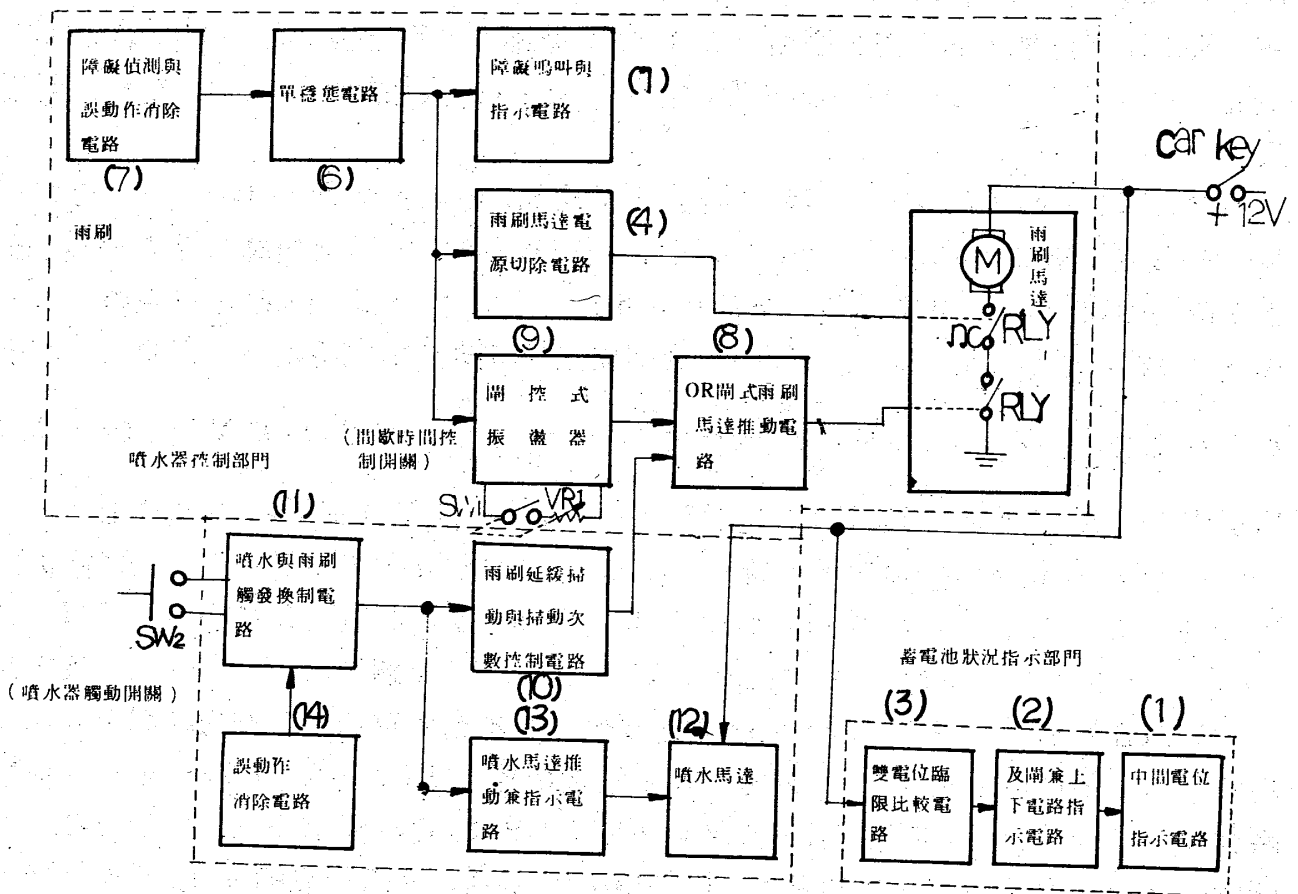 障礙偵測與
誤動作消除
電路
(7)
單穩態電路
(6)
障礙鳴叫與
指示電路
(7)
雨刷
雨刷馬達電
源切除電路
(4)
(9)
閘控式
振盪器
(間歇時間控
制開關)
SW1
VR1
(8)
OR閘式雨刷
馬達推動電
路
car key
+12V
雨刷馬達
M
RLY
nc
RLY
噴水器控制部門
(11)
噴水與雨刷
觸發換制電
路
SW2
(噴水器觸動開關)
(14)
誤動作
消除電路
雨刷延緩掃
動與掃動次
數控制電路
(10)
(13)
噴水馬達推
動兼指示電
路
(12)
噴水馬達
蓄電池狀況指示部門
(3)
雙電位臨
限比較電
路
(2)
及閘兼上
下電路指
示電路
(1)
中間電位
指示電路